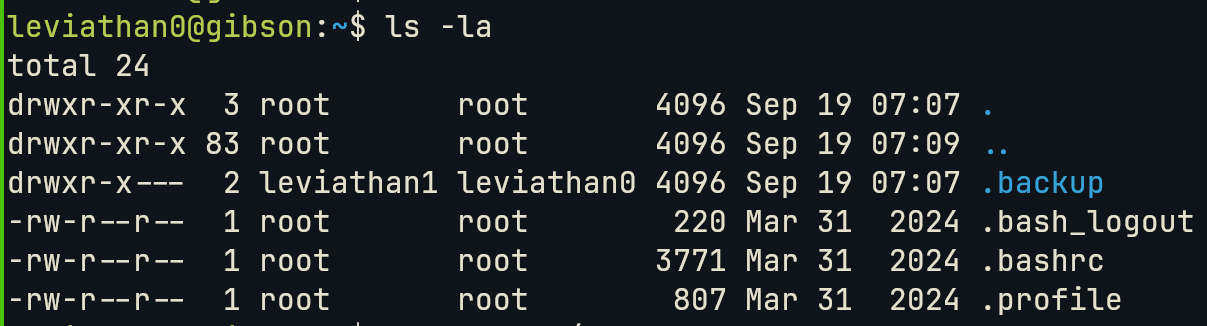 leviathan0@gibson:~$ ls -la
total 24
drwxr-xr-x  3 root       root       4096 Sep 19 07:07 .
drwxr-xr-x 83 root       root       4096 Sep 19 07:09 ..
drwxr-x---  2 leviathan1 leviathan0 4096 Sep 19 07:07 .backup
-rw-r--r--  1 root       root        220 Mar 31  2024 .bash_logout
-rw-r--r--  1 root       root       3771 Mar 31  2024 .bashrc
-rw-r--r--  1 root       root        807 Mar 31  2024 .profile